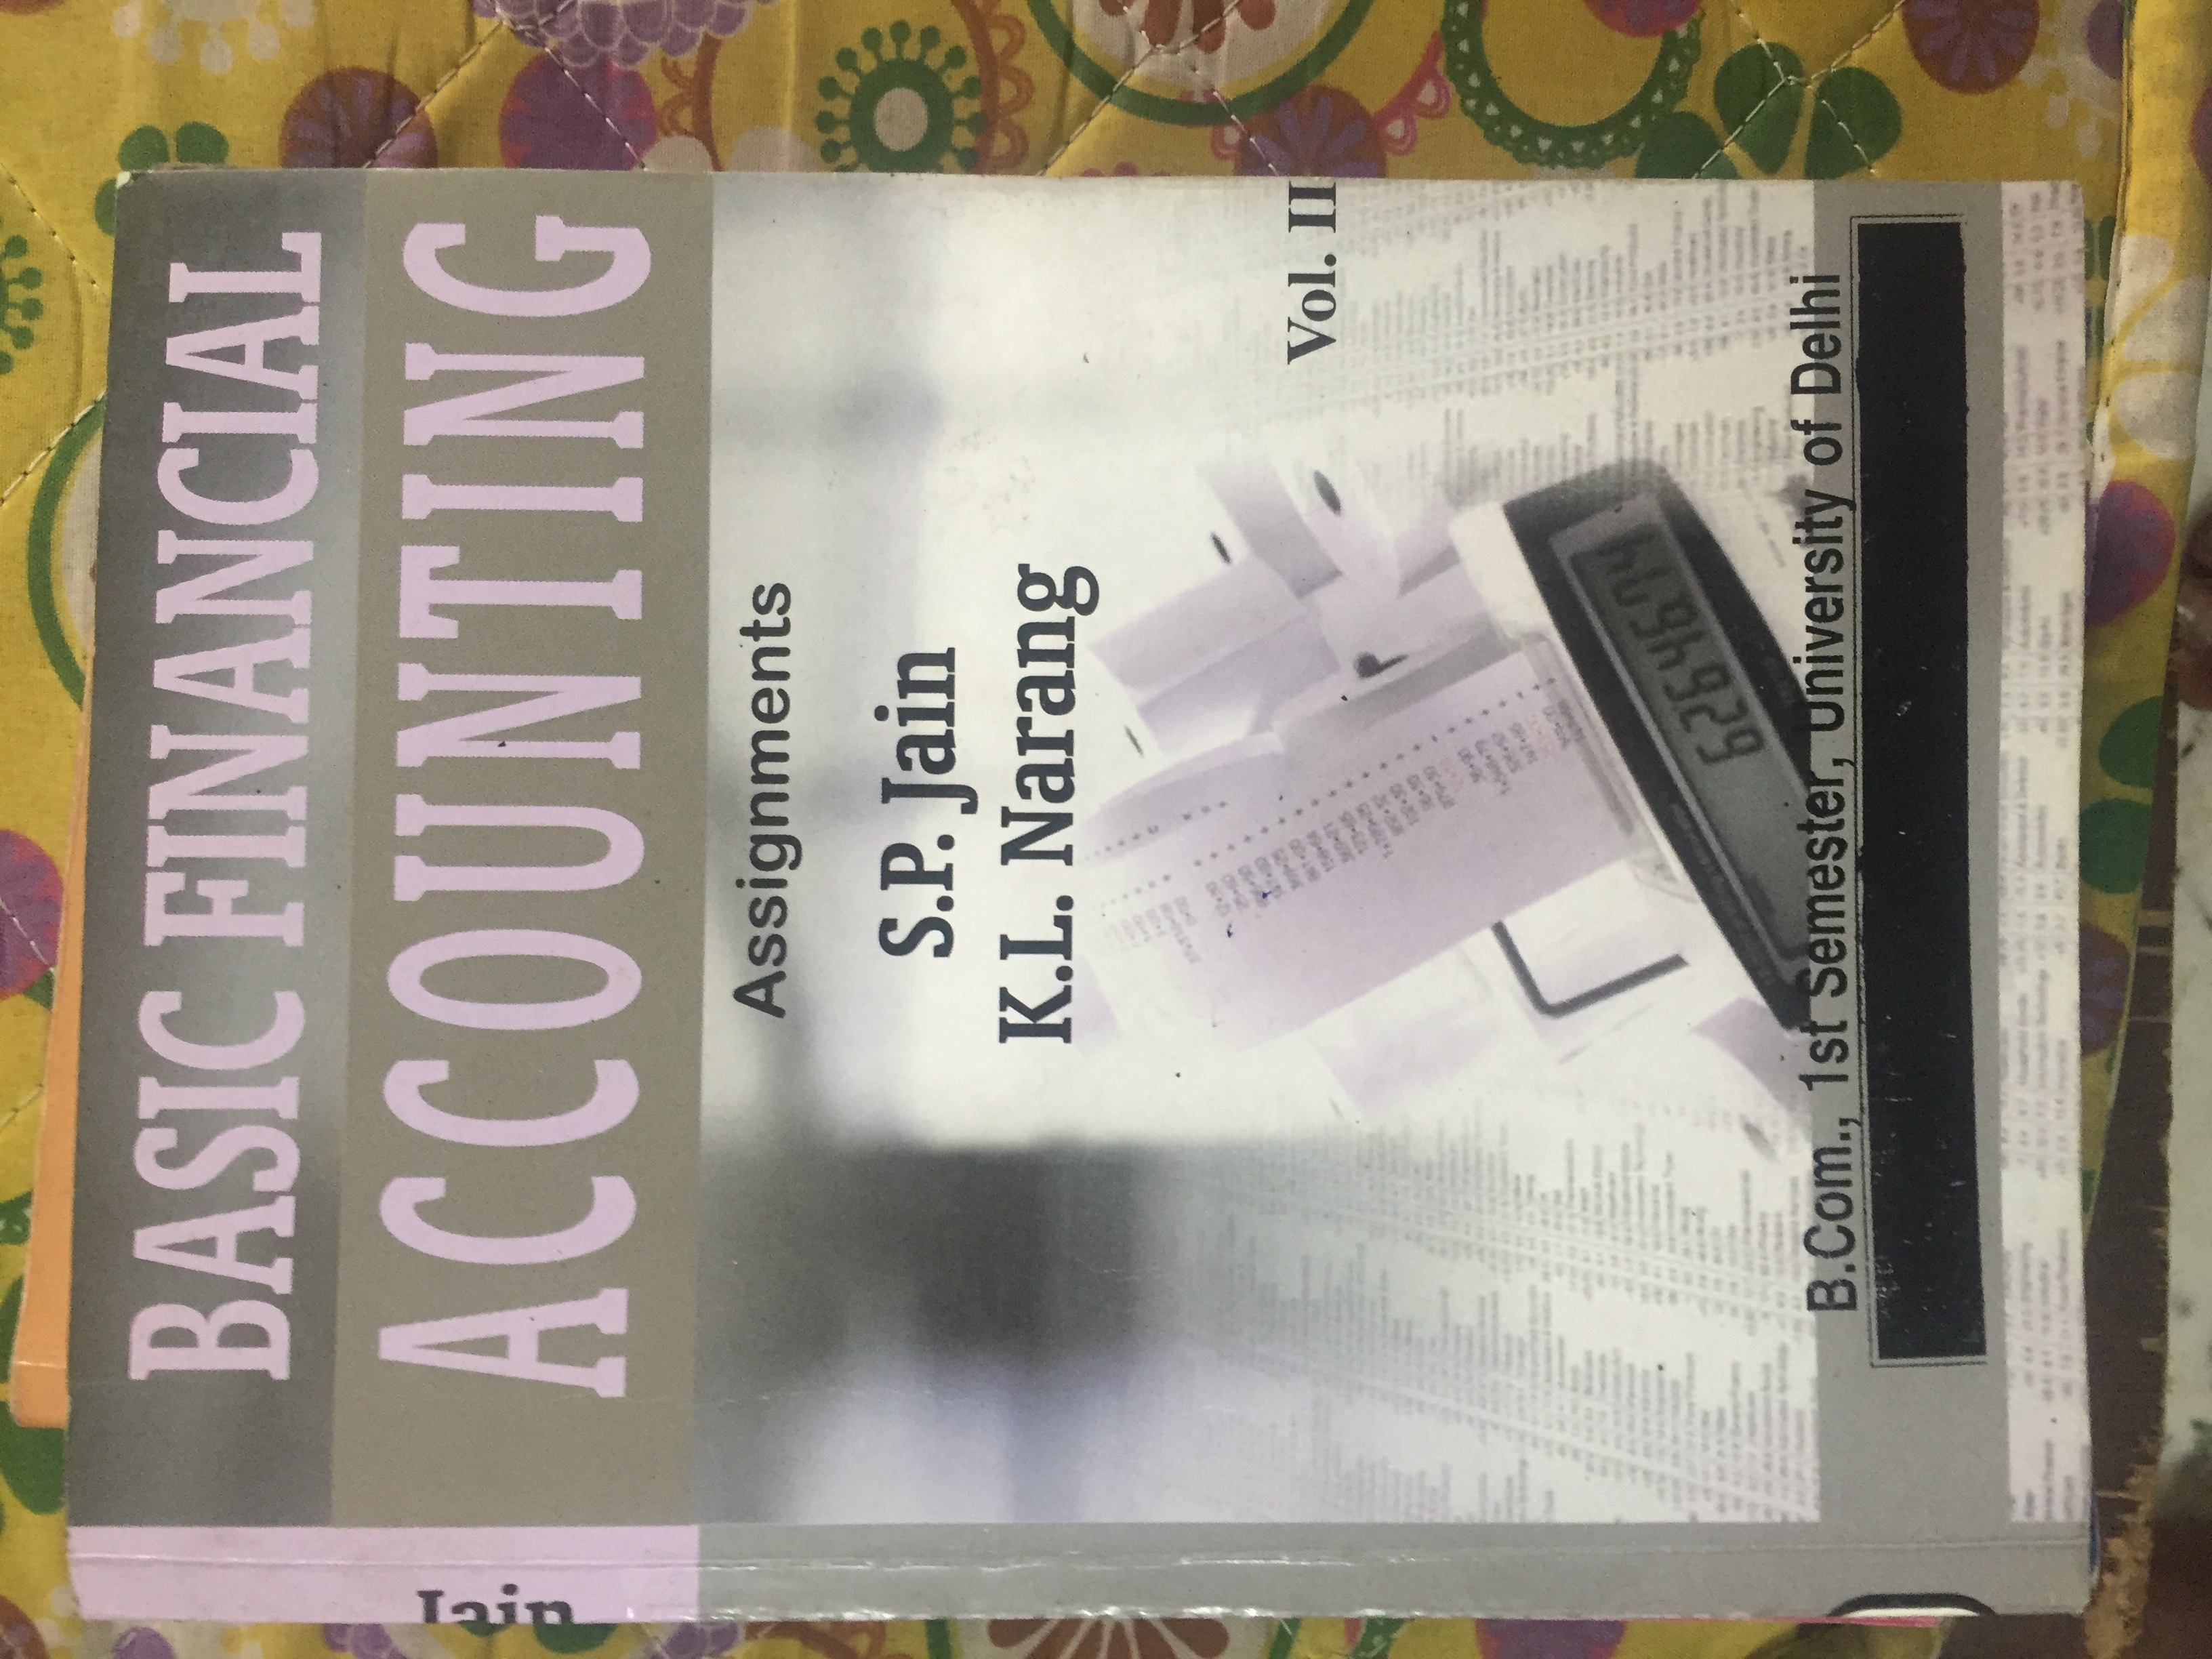 BASIC FINANCIAL
ACCOUNTING
Assignments
S.P. Jain
K.L. Narang
Vol. II
B.Com., 1st Semester, University of Delhi
Jain